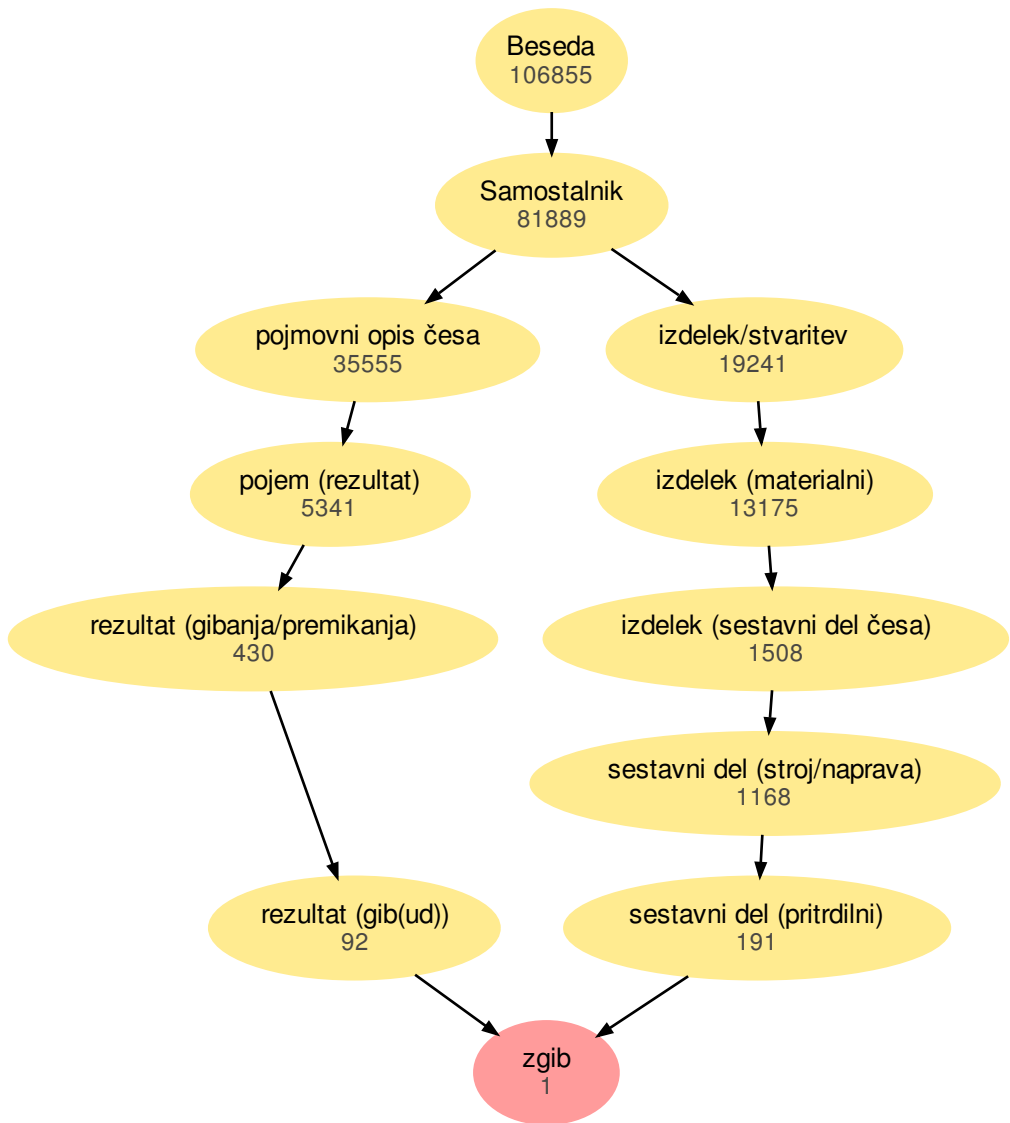 Beseda
106855
Samostalnik
81889
pojmovni opis česa
35555
izdelek/stvaritev
19241
pojem (rezultat)
5341
izdelek (materialni)
13175
rezultat (gibanja/premikanja)
430
izdelek (sestavni del česa)
1508
sestavni del (stroj/naprava)
1168
rezultat (gib(ud))
92
sestavni del (pritrdilni)
191
zgib
1